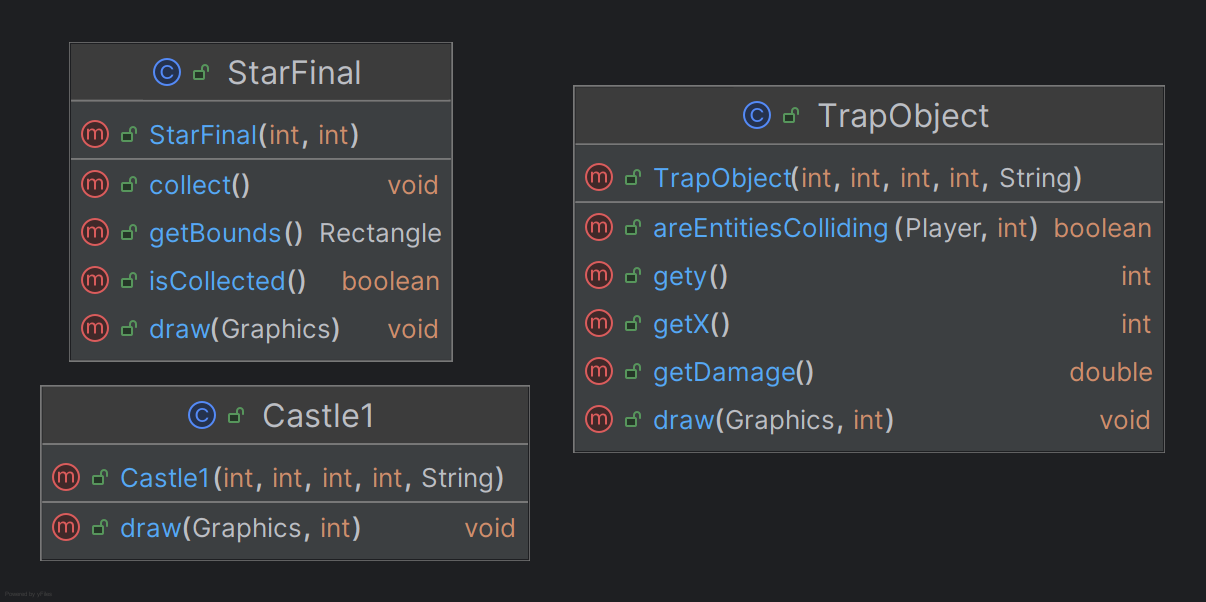 StarFinal
StarFinal(int, int)
collect() void
getBounds() Rectangle
isCollected() boolean
draw(Graphics) void
Castle1
Castle1(int, int, int, int, String)
draw(Graphics, int) void
TrapObject
TrapObject(int, int, int, int, String)
areEntitiesColliding(Player, int) boolean
gety() int
getX() int
getDamage() double
draw(Graphics, int) void
Powered by yFiles